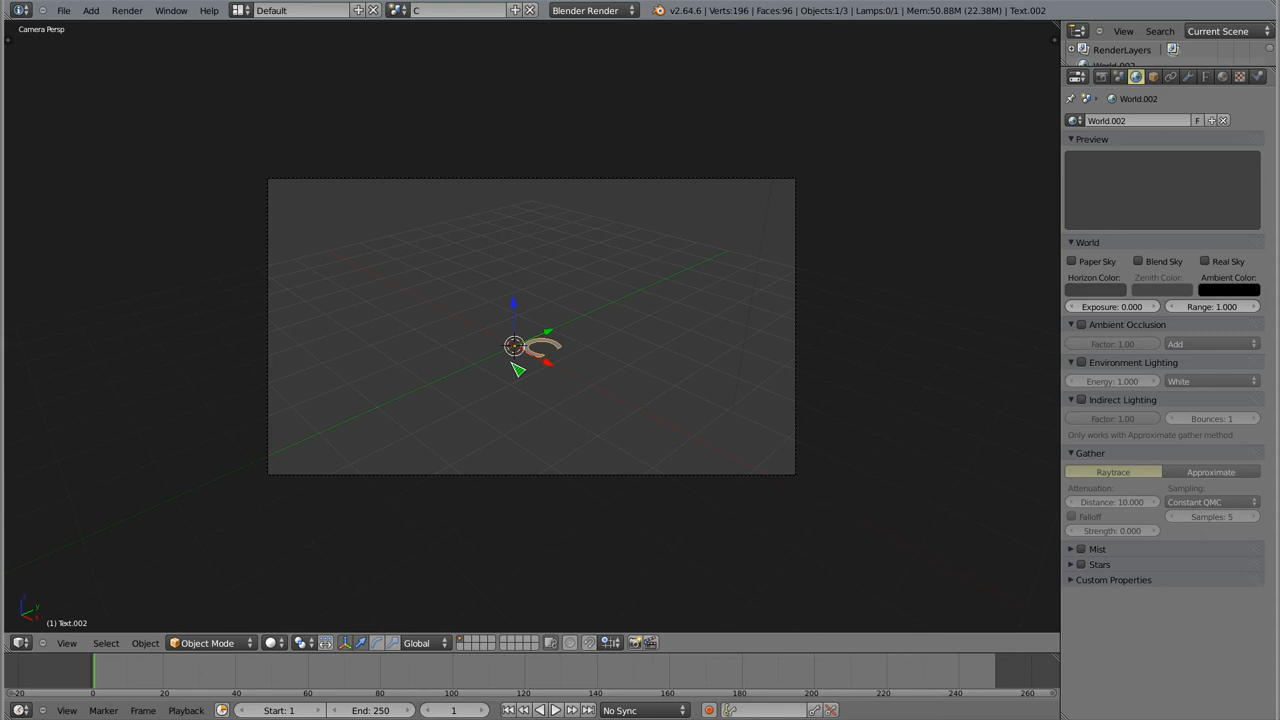 File Add Render Window Help Default C Blender Render v2.64.6 | Verts:196 | Faces:96 | Objects:1/3 | Lamps:0/1 | Mem:50.88M (22.38M) | Text.002
Camera Persp
View Search Current Scene
RenderLayers
World.002
World.002
World.002 F
Preview
World
Paper Sky Blend Sky Real Sky
Horizon Color: Zenith Color: Ambient Color:
Exposure: 0.000 Range: 1.000
Ambient Occlusion
Factor: 1.00 Add
Environment Lighting
Energy: 1.000 White
Indirect Lighting
Factor: 1.00 Bounces: 1
Only works with Approximate gather method
Gather
Raytrace Approximate
Attenuation: Sampling:
Distance: 10.000 Constant QMC
Falloff Samples: 5
Strength: 0.000
Mist
Stars
Custom Properties
z
y
x
(1) Text.002
View Select Object Object Mode Global
-20 0 20 40 60 80 100 120 140 160 180 200 220 240 260
View Marker Frame Playback Start: 1 End: 250 1 No Sync